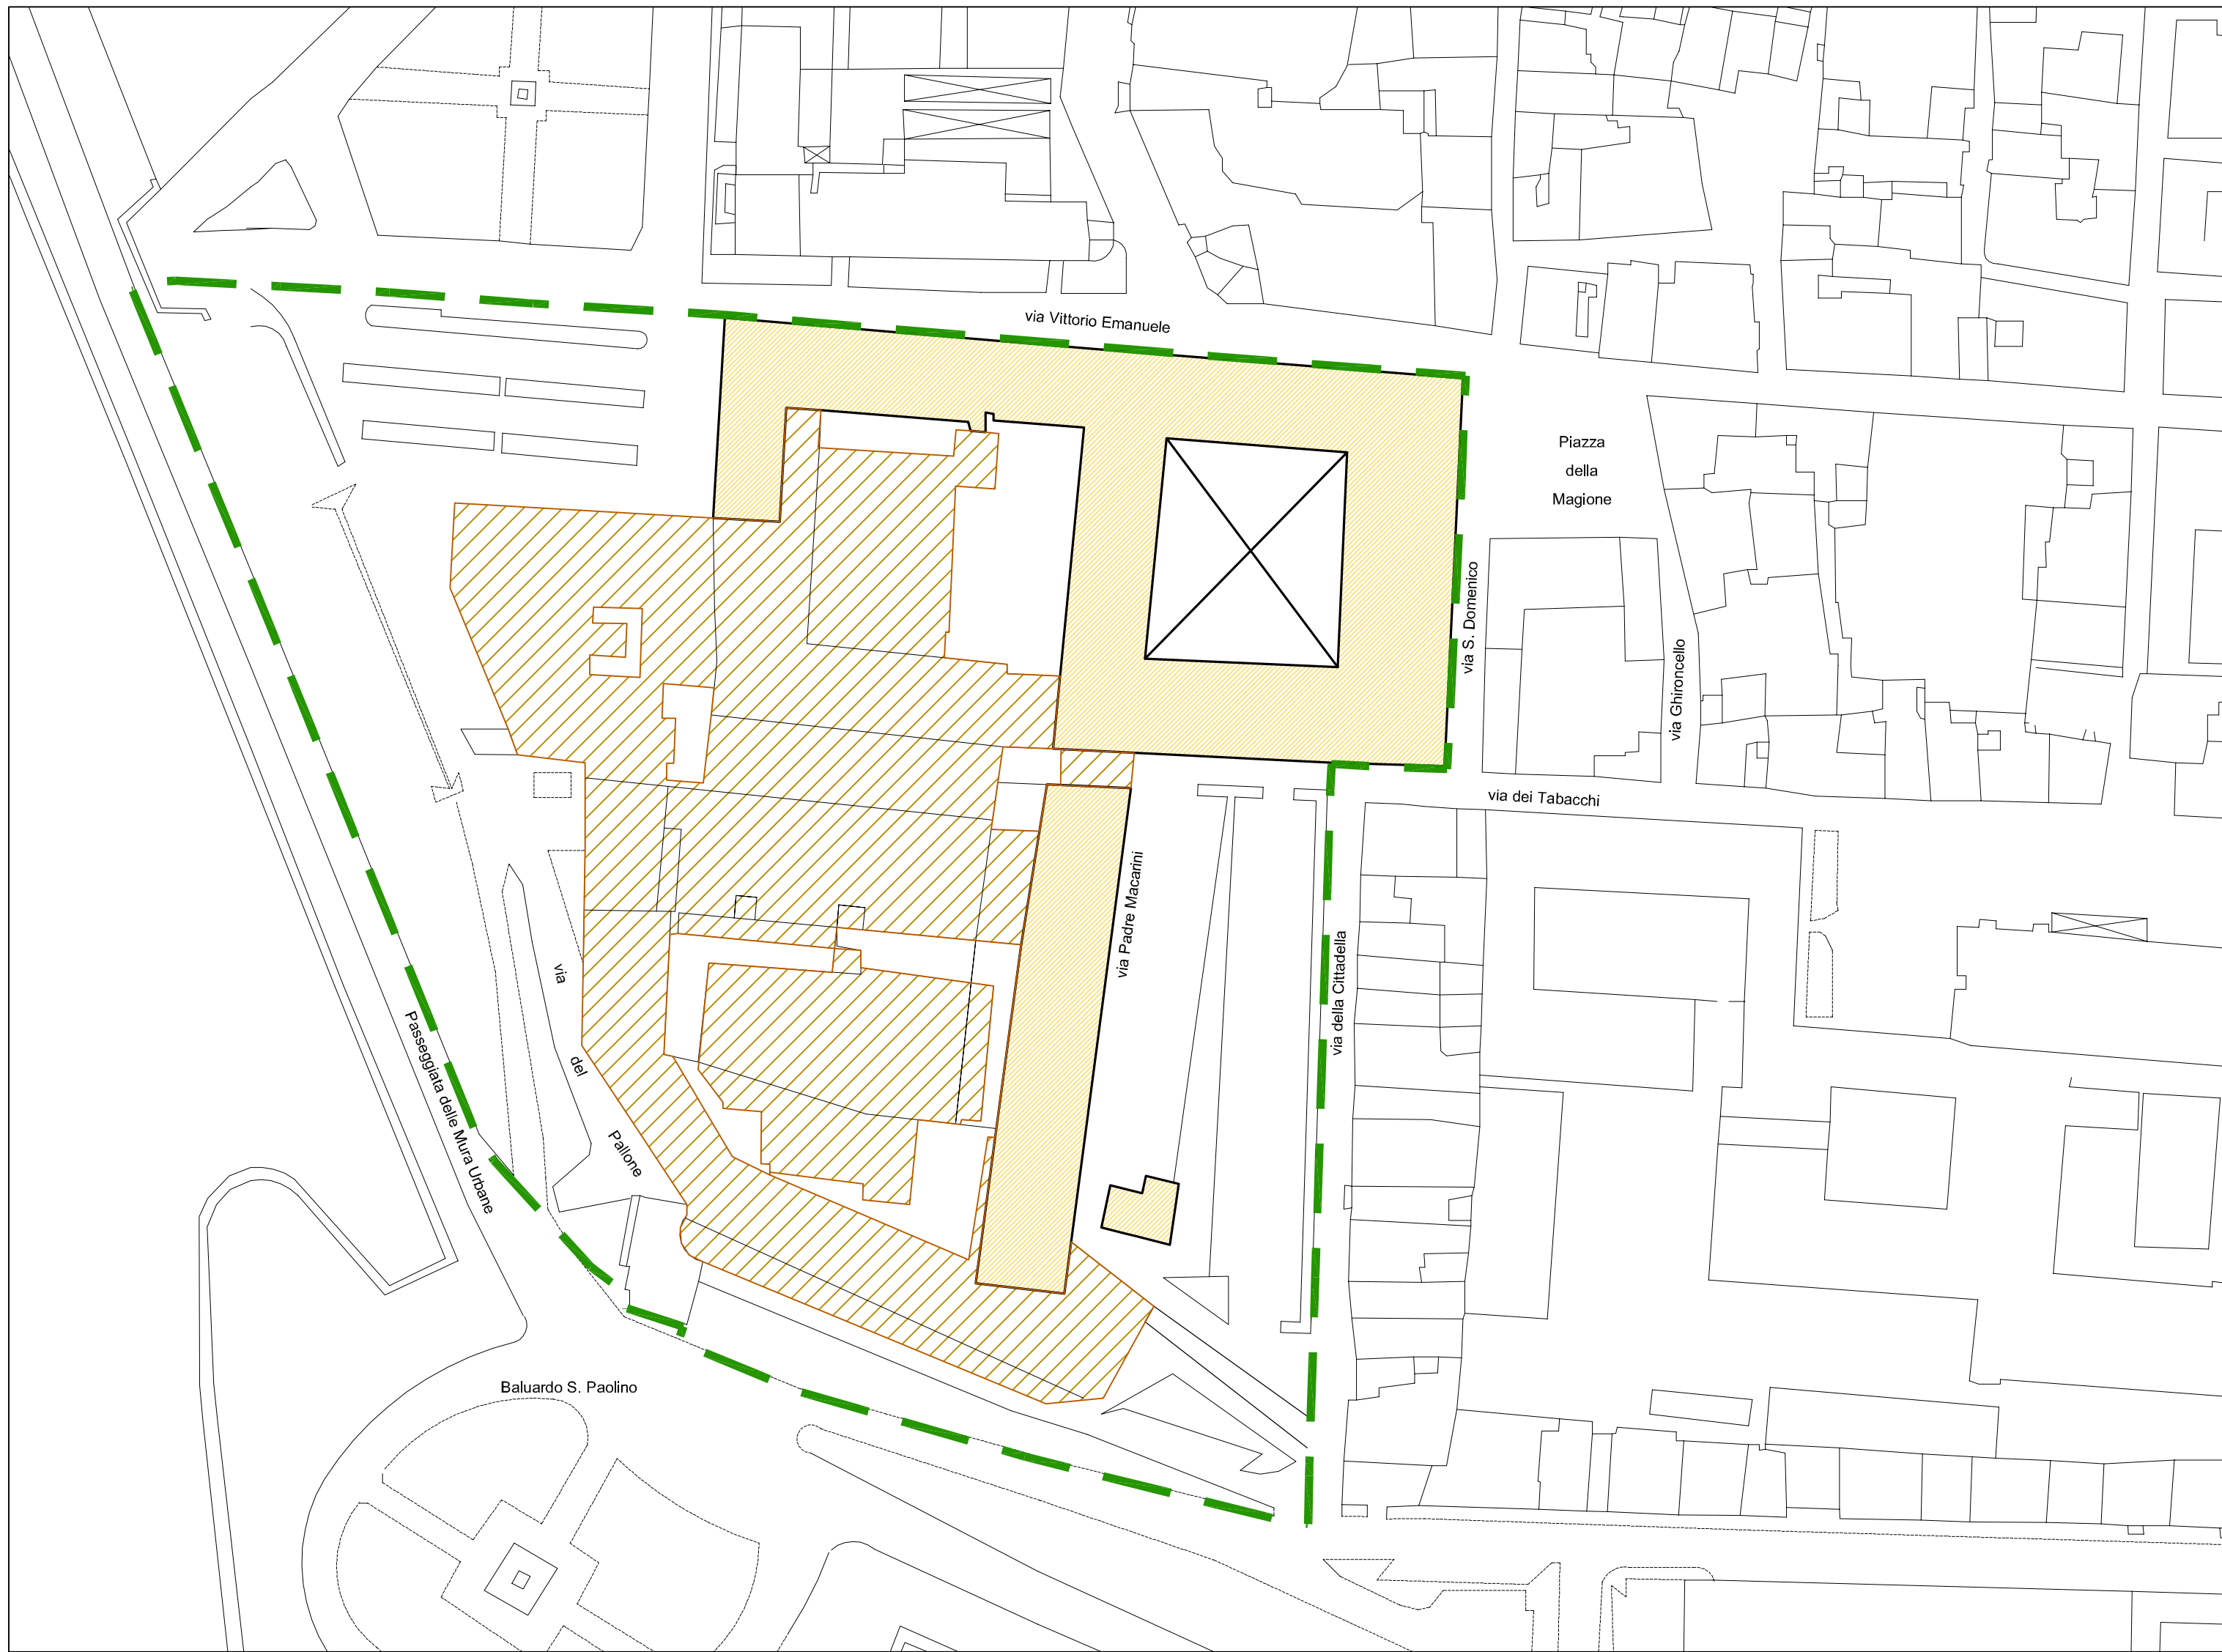 via Vittorio Emanuele
Piazza
della
Magione
via S. Domenico
via Ghironcello
via dei Tabacchi
via Padre Macarini
via della Cittadella
via
del
Pallone
Passeggiata delle Mura Urbane
Baluardo S. Paolino